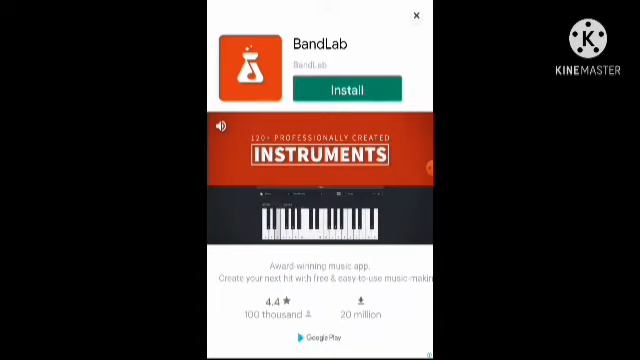 BandLab
BandLab
Install
120+ PROFESSIONALLY CREATED
INSTRUMENTS
Award-winning music app.
Create your next hit with free & easy-to-use music-makin
4.4
100 thousand
20 million
Google Play
K
KINEMASTER